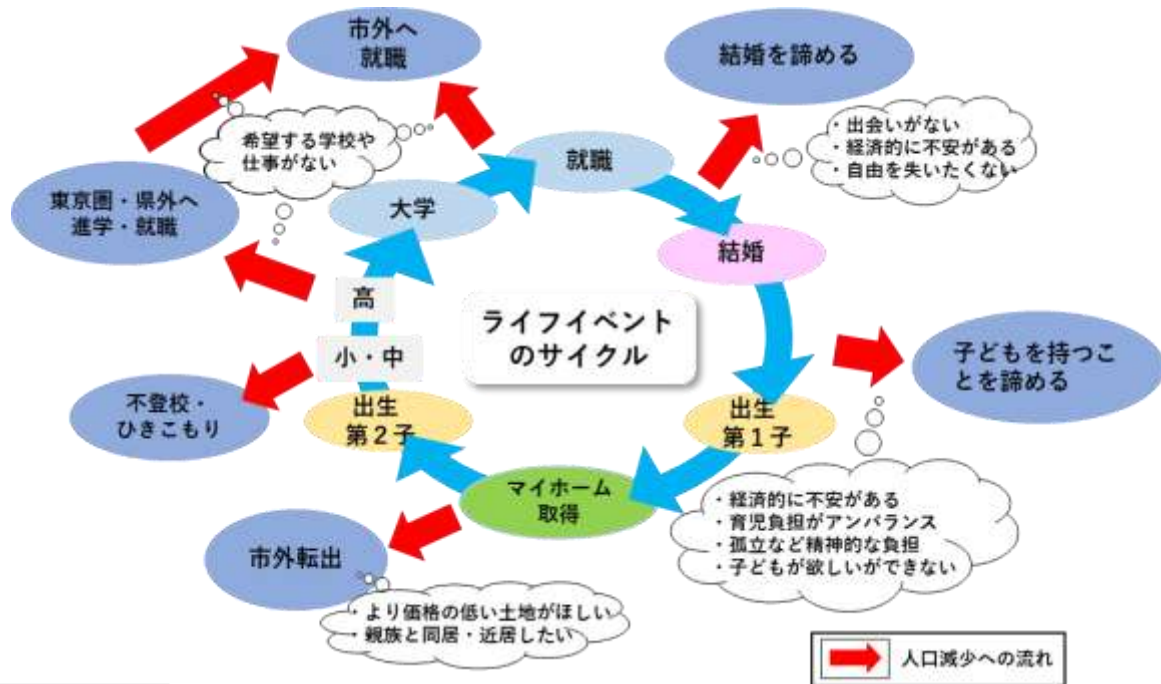 市外へ
就職
結婚を諦める
・出会いがない
・経済的に不安がある
・自由を失いたくない
希望する学校や
仕事がない
就職
東京圏・県外へ
進学・就職
大学
結婚
高
ライフイベント
のサイクル
小・中
子どもを持つこ
とを諦める
不登校・
ひきこもり
出生
第２子
出生
第１子
マイホーム
取得
・経済的に不安がある
・育児負担がアンバランス
・孤立など精神的な負担
・子どもが欲しいができない
市外転出
・より価格の低い土地がほしい
・親族と同居・近居したい
人口減少への流れ